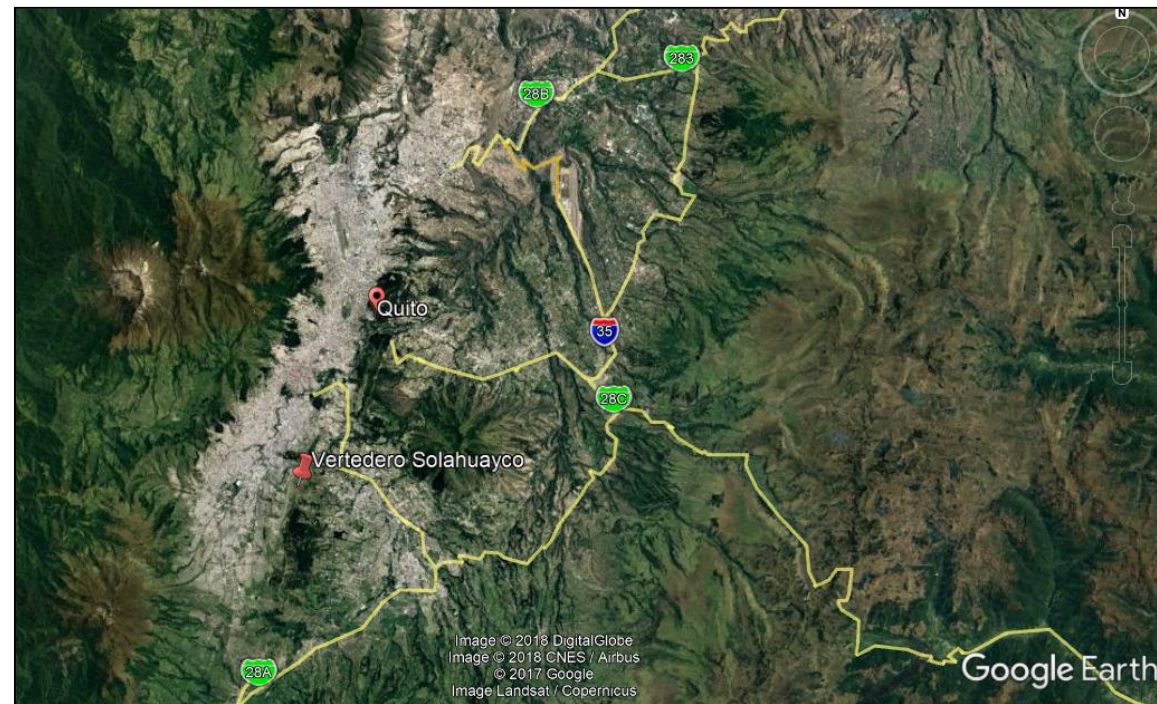 N
283
28B
Quito
35
28C
Vertedero Solahuayco
28A
Image © 2018 DigitalGlobe
Image © 2018 CNES / Airbus
© 2017 Google
Image Landsat / Copernicus
Google Earth